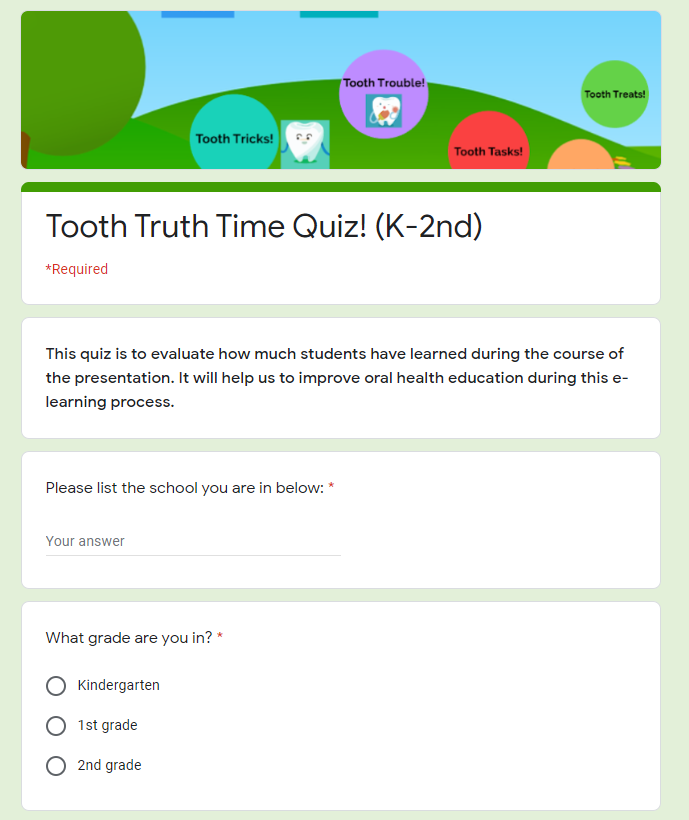 Tooth Trouble!
Tooth Treats!
Tooth Tricks!
Tooth Tasks!
Tooth Truth Time Quiz! (K-2nd)
*Required
This quiz is to evaluate how much students have learned during the course of
the presentation. It will help us to improve oral health education during this e-
learning process.
Please list the school you are in below: *
Your answer
What grade are you in? *
Kindergarten
1st grade
2nd grade